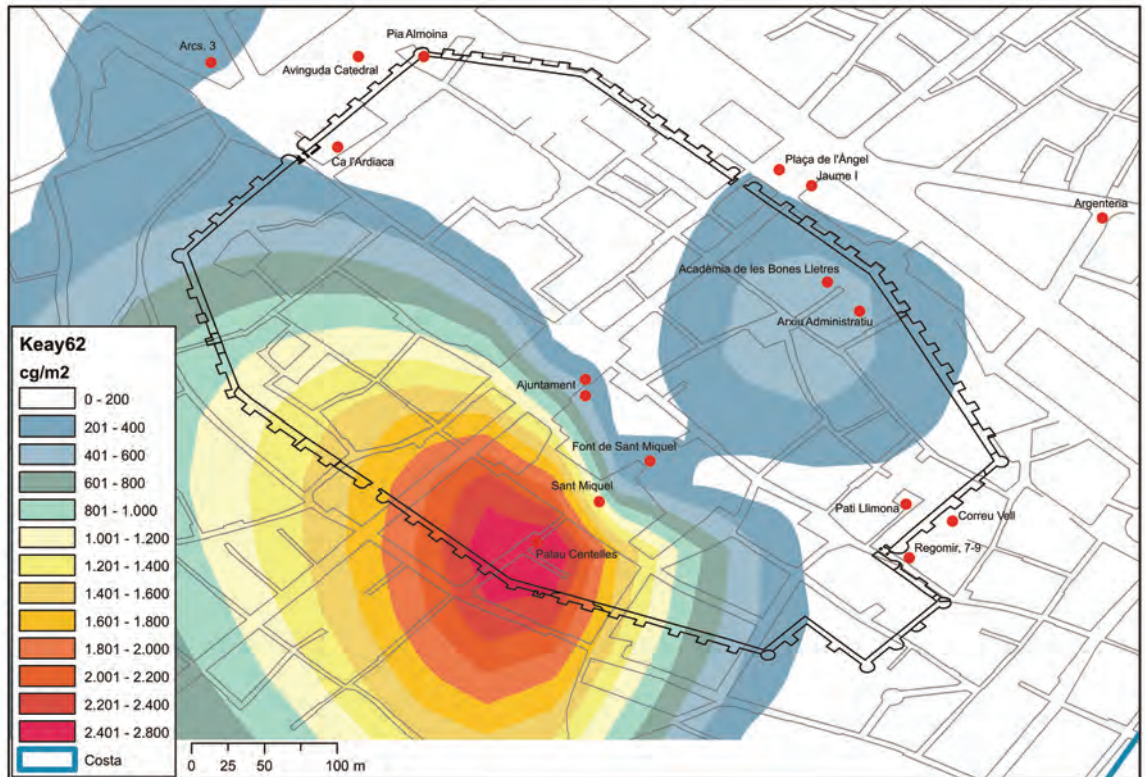 Arcs, 3
Pia Almoina
Avinguda Catedral
Ca l'Ardiaca
Plaça de l'Àngel
Jaume I
Argenteria
Acadèmia de les Bones Lletres
Arxiu Administratiu
Ajuntament
Font de Sant Miquel
Sant Miquel
Pati Llimona
Correu Vell
Regomir, 7-9
Palau Centelles
Keay62
cg/m2
0 - 200
201 - 400
401 - 600
601 - 800
801 - 1.000
1.001 - 1.200
1.201 - 1.400
1.401 - 1.600
1.601 - 1.800
1.801 - 2.000
2.001 - 2.200
2.201 - 2.400
2.401 - 2.800
Costa
0 25 50 100 m